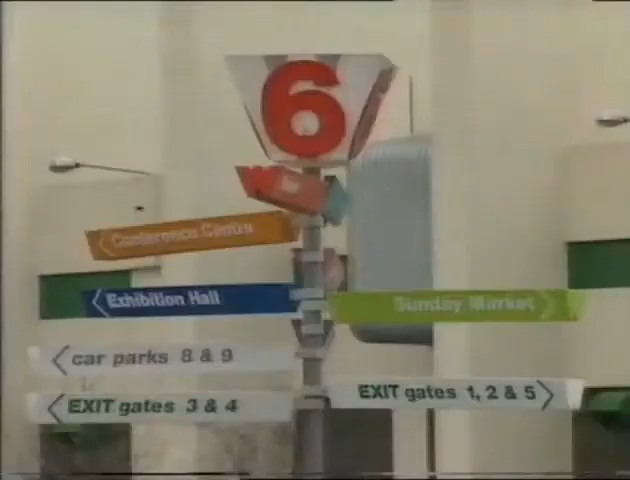 6
Conference Centre
Exhibition Hall
Sunday Market
car parks 8 & 9
EXIT gates 3 & 4
EXIT gates 1, 2 & 5